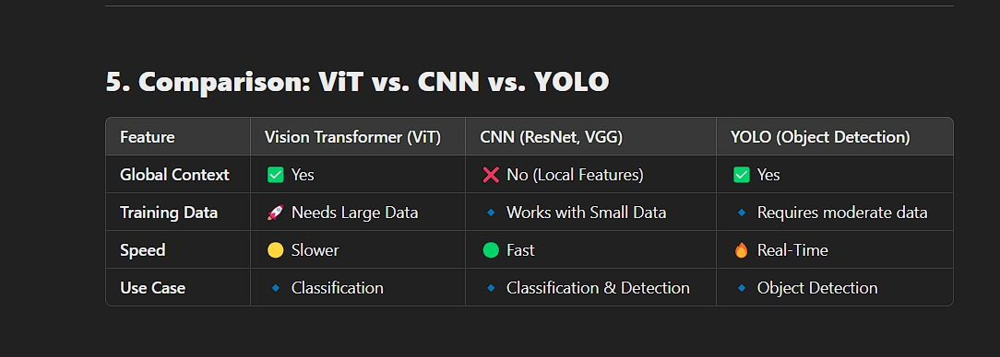 5. Comparison: ViT vs. CNN vs. YOLO
Feature Vision Transformer (ViT) CNN (ResNet, VGG) YOLO (Object Detection)
Global Context ✅ Yes ❌ No (Local Features) ✅ Yes
Training Data 🚀 Needs Large Data 🔹 Works with Small Data 🔹 Requires moderate data
Speed 🟡 Slower 🟢 Fast 🔥 Real-Time
Use Case 🔹 Classification 🔹 Classification & Detection 🔹 Object Detection